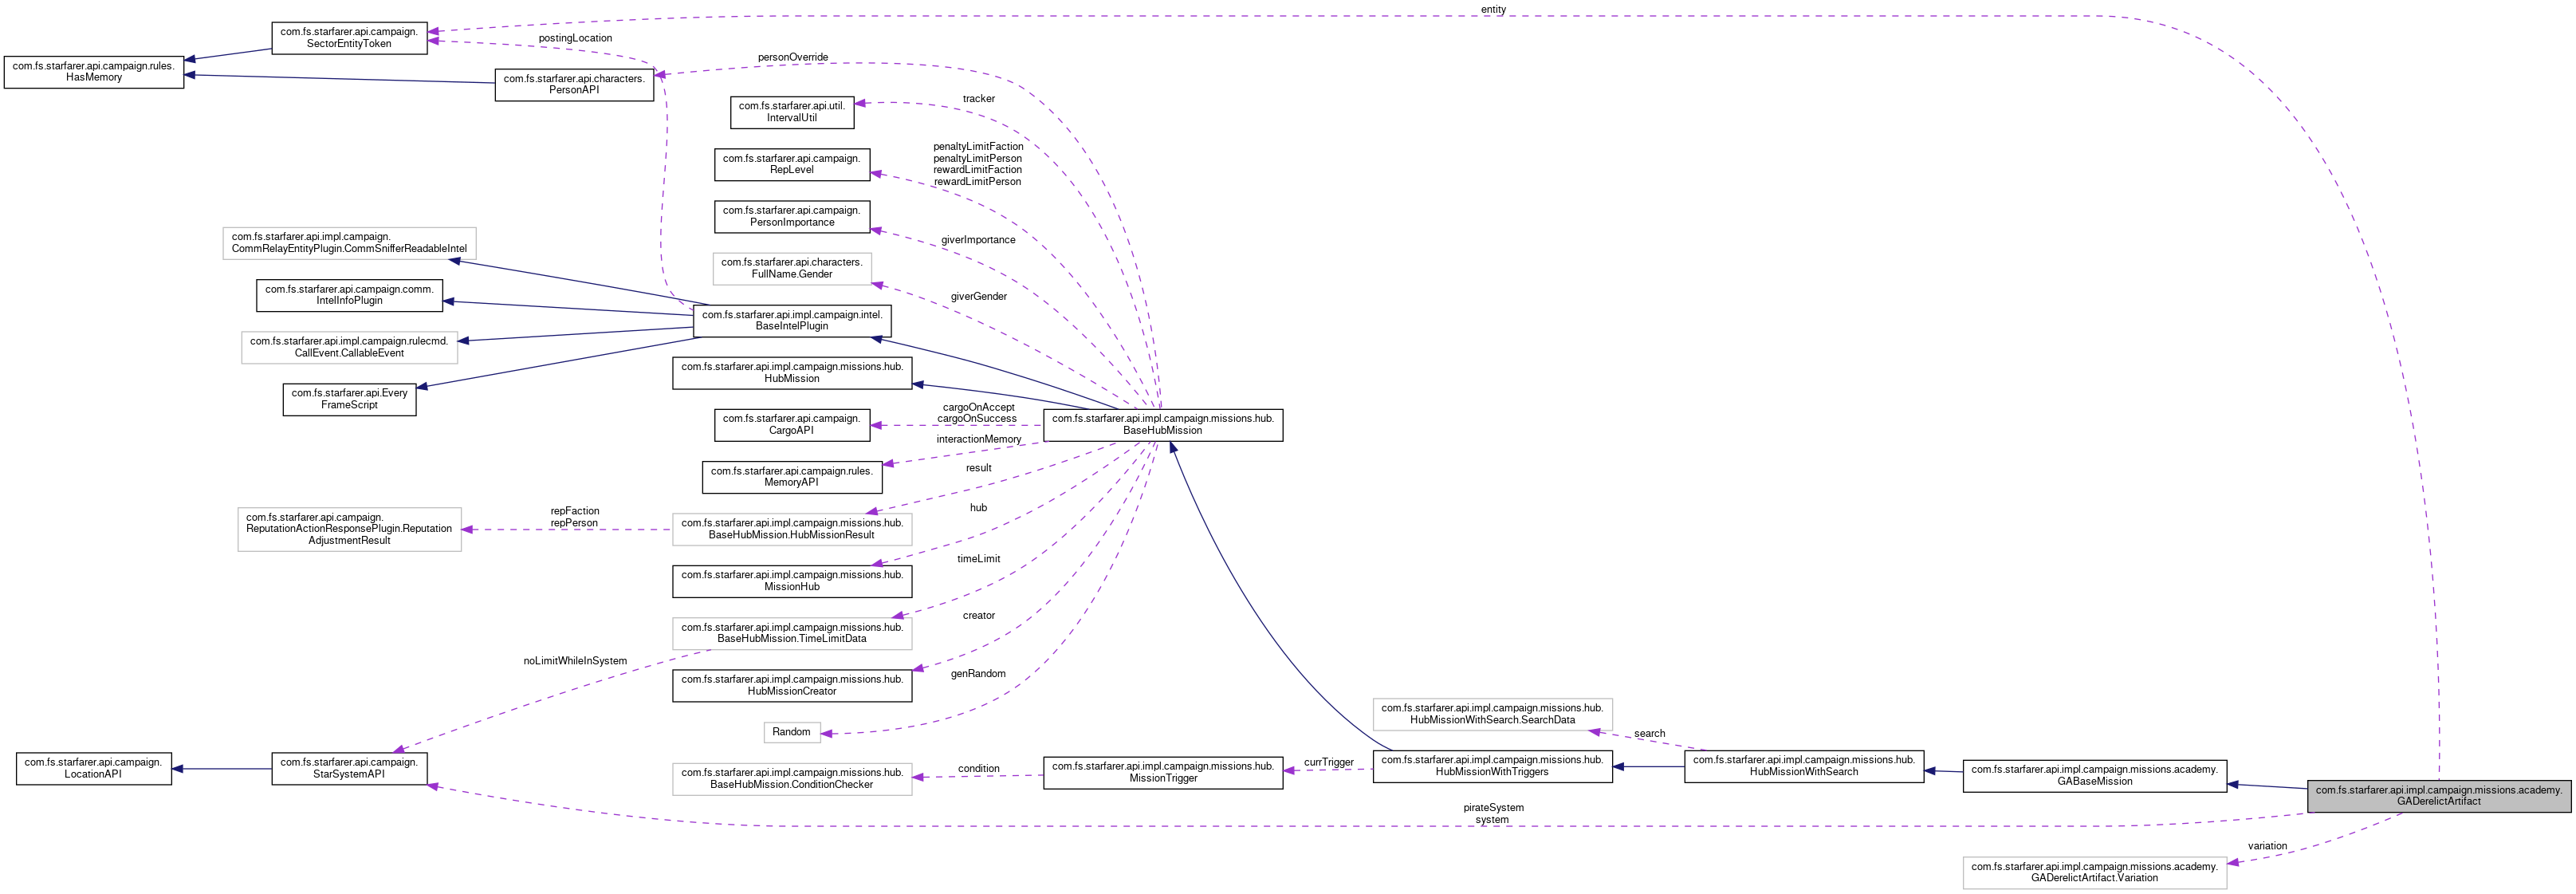 entity
com.fs.starfarer.api.campaign.
SectorEntityToken
postingLocation
com.fs.starfarer.api.campaign.rules.
HasMemory
personOverride
com.fs.starfarer.api.characters.
PersonAPI
tracker
com.fs.starfarer.api.util.
IntervalUtil
penaltyLimitFaction
penaltyLimitPerson
rewardLimitFaction
rewardLimitPerson
com.fs.starfarer.api.campaign.
RepLevel
com.fs.starfarer.api.campaign.
PersonImportance
giverImportance
com.fs.starfarer.api.impl.campaign.
CommRelayEntityPlugin.CommSnifferReadableIntel
com.fs.starfarer.api.characters.
FullName.Gender
giverGender
com.fs.starfarer.api.campaign.comm.
IntelInfoPlugin
com.fs.starfarer.api.impl.campaign.intel.
BaseIntelPlugin
com.fs.starfarer.api.impl.campaign.rulecmd.
CallEvent.CallableEvent
com.fs.starfarer.api.impl.campaign.missions.hub.
HubMission
com.fs.starfarer.api.Every
FrameScript
cargoOnAccept
cargoOnSuccess
com.fs.starfarer.api.campaign.
CargoAPI
com.fs.starfarer.api.impl.campaign.missions.hub.
BaseHubMission
interactionMemory
com.fs.starfarer.api.campaign.rules.
MemoryAPI
result
com.fs.starfarer.api.campaign.
ReputationActionResponsePlugin.Reputation
AdjustmentResult
repFaction
repPerson
com.fs.starfarer.api.impl.campaign.missions.hub.
BaseHubMission.HubMissionResult
hub
com.fs.starfarer.api.impl.campaign.missions.hub.
MissionHub
timeLimit
com.fs.starfarer.api.impl.campaign.missions.hub.
BaseHubMission.TimeLimitData
creator
noLimitWhileInSystem
com.fs.starfarer.api.impl.campaign.missions.hub.
HubMissionCreator
genRandom
Random
com.fs.starfarer.api.impl.campaign.missions.hub.
HubMissionWithSearch.SearchData
search
com.fs.starfarer.api.campaign.
LocationAPI
com.fs.starfarer.api.campaign.
StarSystemAPI
com.fs.starfarer.api.impl.campaign.missions.hub.
BaseHubMission.ConditionChecker
condition
com.fs.starfarer.api.impl.campaign.missions.hub.
MissionTrigger
currTrigger
com.fs.starfarer.api.impl.campaign.missions.hub.
HubMissionWithTriggers
com.fs.starfarer.api.impl.campaign.missions.hub.
HubMissionWithSearch
com.fs.starfarer.api.impl.campaign.missions.academy.
GABaseMission
com.fs.starfarer.api.impl.campaign.missions.academy.
GADerelictArtifact
pirateSystem
system
variation
com.fs.starfarer.api.impl.campaign.missions.academy.
GADerelictArtifact.Variation